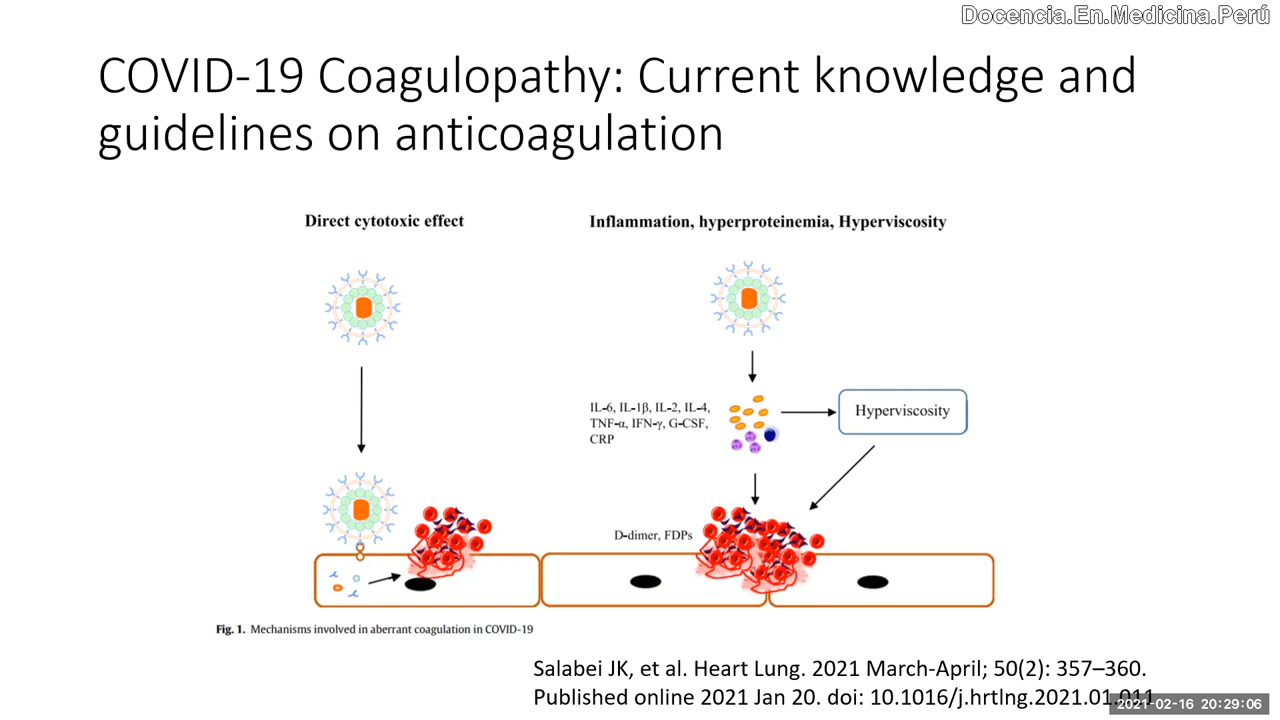 Docencia.En.Medicina.Perú
COVID-19 Coagulopathy: Current knowledge and
guidelines on anticoagulation
Direct cytotoxic effect
Inflammation, hyperproteinemia, Hyperviscosity
IL-6, IL-1β, IL-2, IL-4,
TNF-α, IFN-γ, G-CSF,
CRP
Hyperviscosity
D-dimer, FDPs
Fig. 1. Mechanisms involved in aberrant coagulation in COVID-19
Salabei JK, et al. Heart Lung. 2021 March-April; 50(2): 357–360.
Published online 2021 Jan 20. doi: 10.1016/j.hrtlng.2021.01.011
2021-02-16 20:29:06